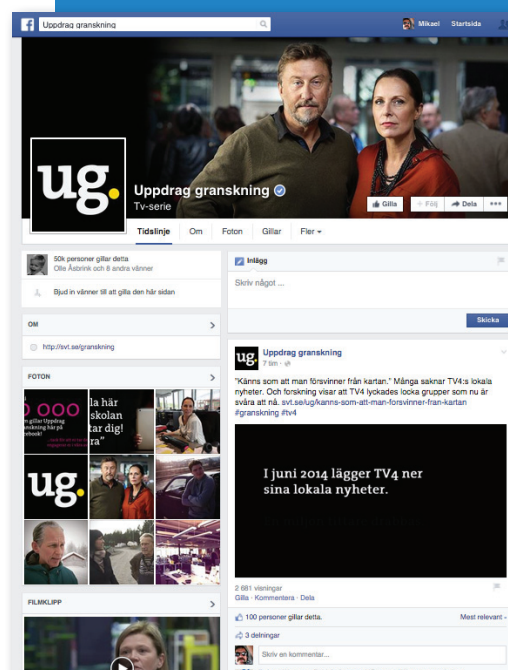 Uppdrag granskning
Mikael
Startsida
ug.
Uppdrag granskning
Tv-serie
Gilla
+ Följ
Dela
Tidslinje
Om
Foton
Gillar
Fler
50k personer gillar detta
Olle Åsbrink och 8 andra vänner
Bjud in vänner till att gilla den här sidan
OM
http://svt.se/granskning
FOTON
la här
skolan
tar dig!
ra"
ug.
FILMKLIPP
Inlägg
Skriv något ...
Skicka
ug.
Uppdrag granskning
7 tim
"Känns som att man försvinner från kartan." Många saknar TV4:s lokala
nyheter. Och forskning visar att TV4 lyckades locka grupper som nu är
svåra att nå. svt.se/ug/kanns-som-att-man-forsvinner-fran-kartan
#granskning #tv4
I juni 2014 lägger TV4 ner
sina lokala nyheter.
2 881 visningar
Gilla · Kommentera · Dela
100 personer gillar detta.
Mest relevant
3 delningar
Skriv en kommentar...